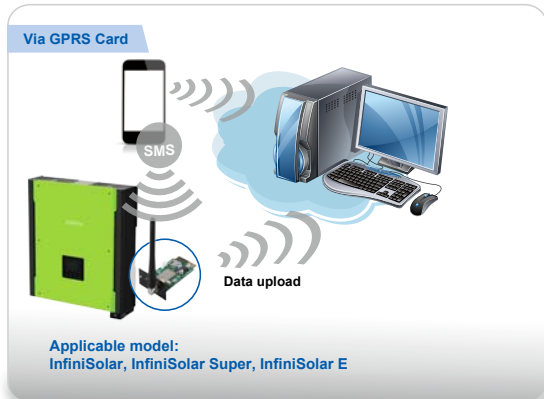 Via GPRS Card
SMS
Data upload
Applicable model:
InfiniSolar, InfiniSolar Super, InfiniSolar E